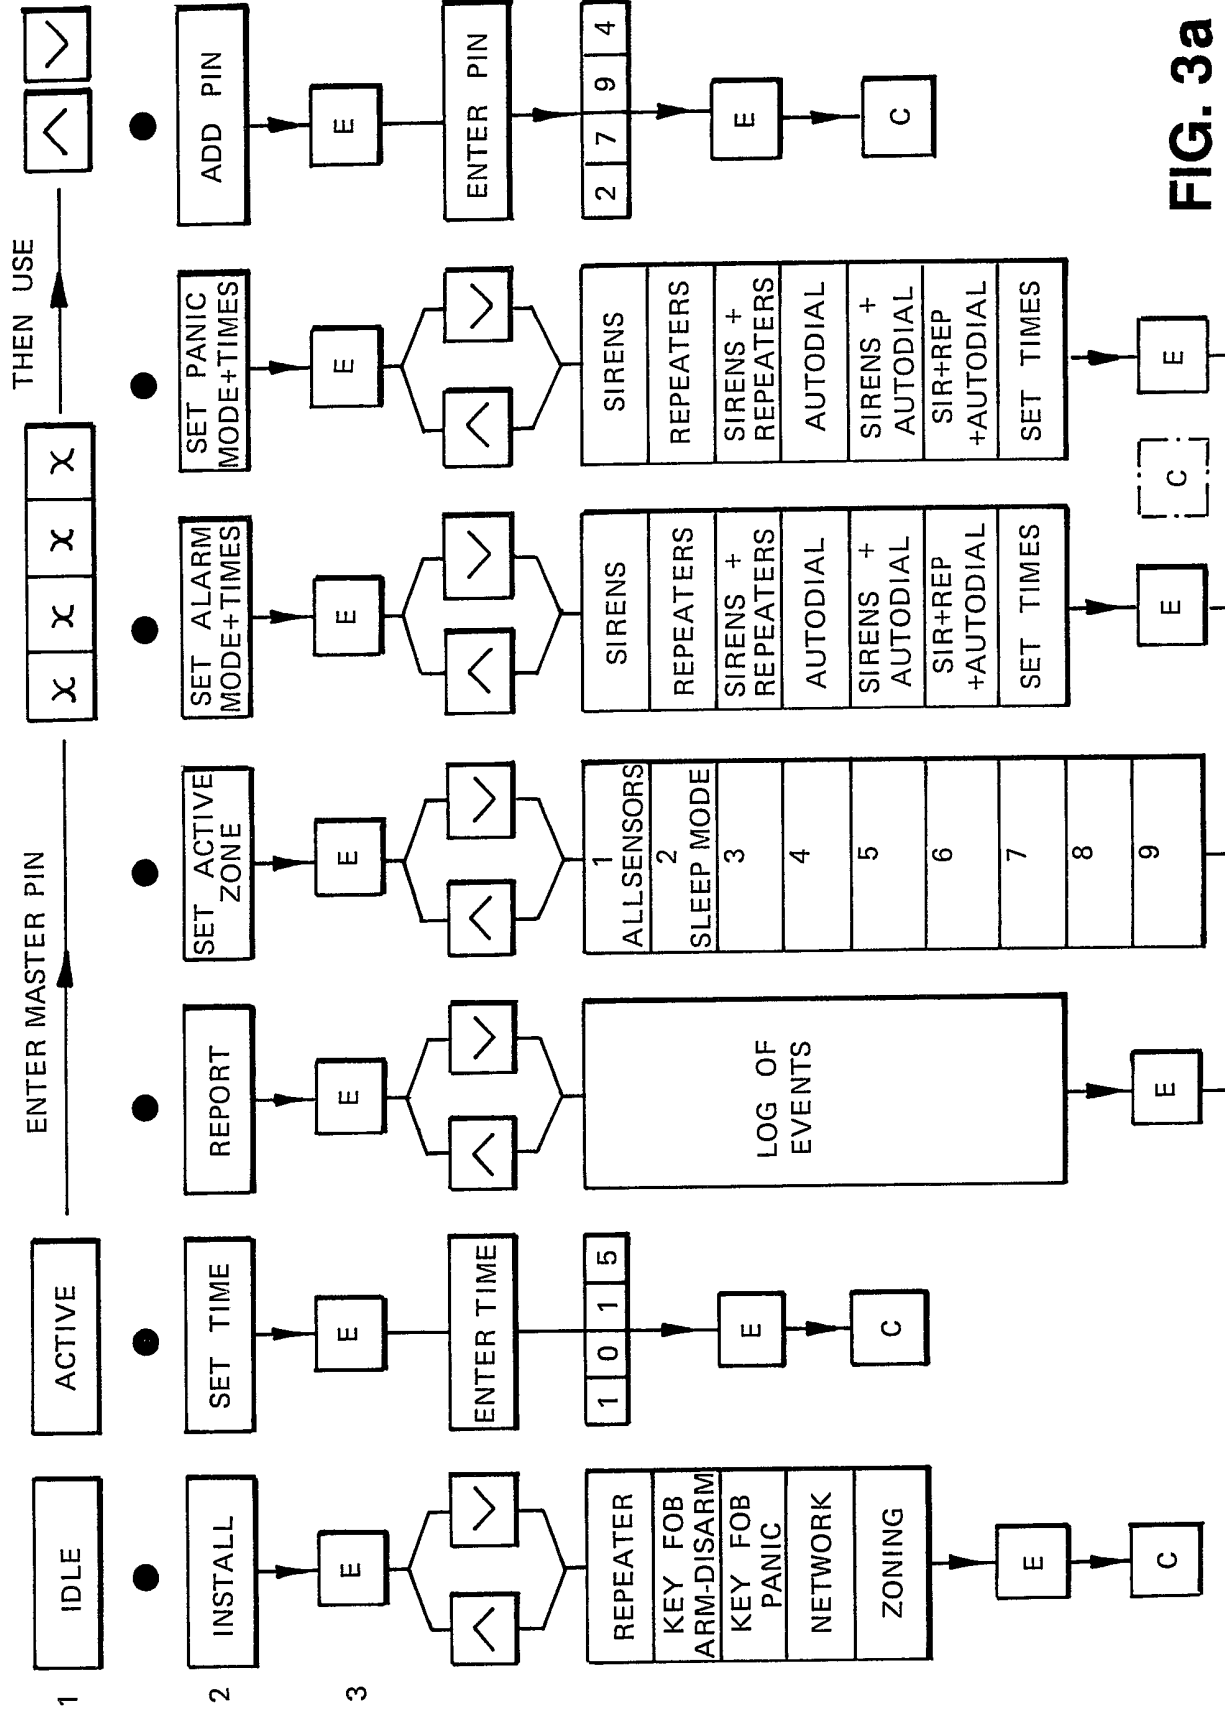 1
IDLE
ACTIVE
ENTER MASTER PIN
x x x x
THEN USE
2
INSTALL
SET TIME
REPORT
SET ACTIVE
ZONE
SET ALARM
MODE+TIMES
SET PANIC
MODE+TIMES
ADD PIN
3
E
E
E
E
E
E
E
ENTER TIME
ENTER PIN
REPEATER
KEY FOB
ARM-DISARM
KEY FOB
PANIC
NETWORK
ZONING
E
C
1 0 1 5
E
C
LOG OF
EVENTS
E
1
ALLSENSORS
2
SLEEP MODE
3
4
5
6
7
8
9
SIRENS
REPEATERS
SIRENS +
REPEATERS
AUTODIAL
SIRENS +
AUTODIAL
SIR+REP
+AUTODIAL
SET TIMES
E
C
SIRENS
REPEATERS
SIRENS +
REPEATERS
AUTODIAL
SIRENS +
AUTODIAL
SIR+REP
+AUTODIAL
SET TIMES
E
2 7 9 4
E
C
FIG. 3a